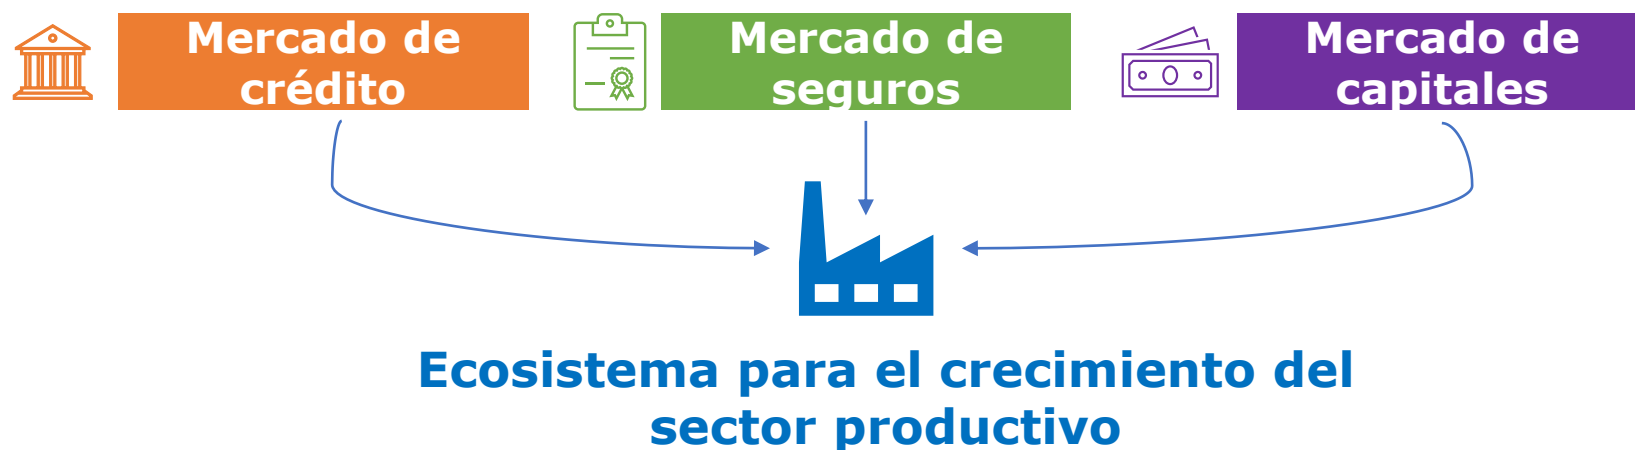 Mercado de
crédito
Mercado de
seguros
Mercado de
capitales
Ecosistema para el crecimiento del
sector productivo